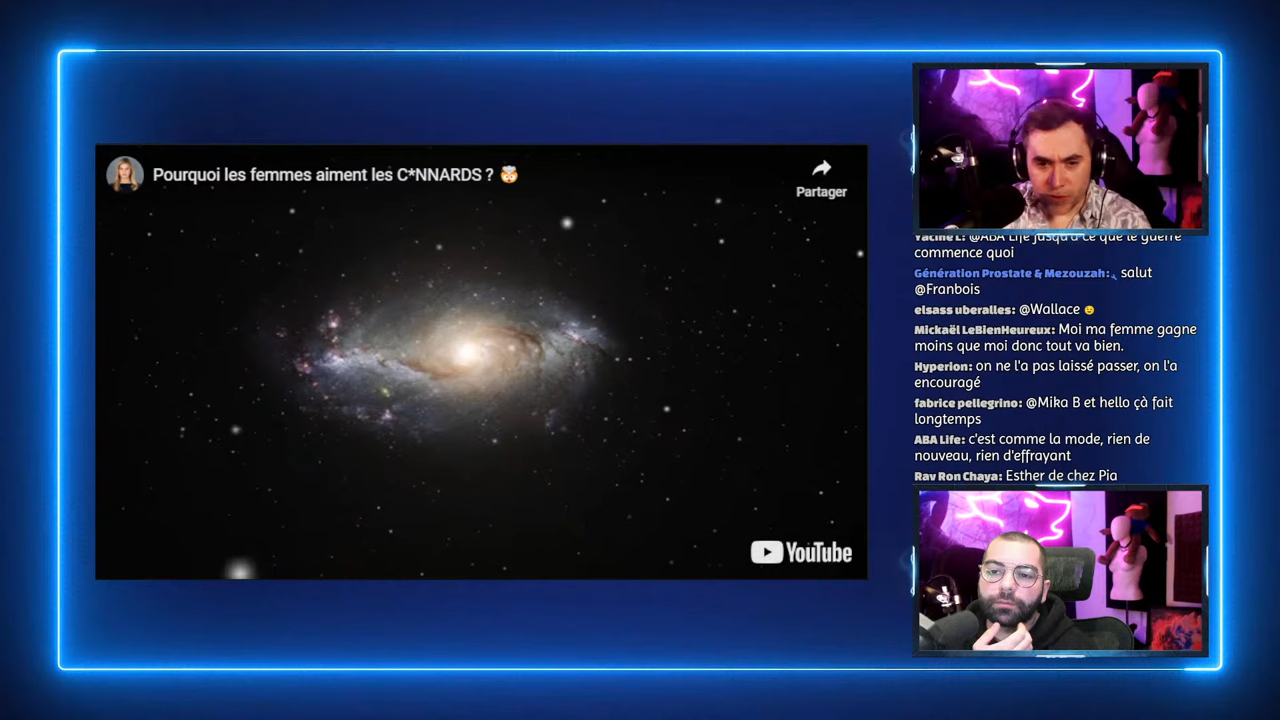 Pourquoi les femmes aiment les C*NNARDS ? 🤯
Partager
YouTube
Yacine L: @ABA Life jusqu'à ce que le guerre
commence quoi
Génération Prostate & Mezouzah: salut
@Franbois
elsass uberalles: @Wallace
Mickaël LeBienHeureux: Moi ma femme gagne
moins que moi donc tout va bien.
Hyperion: on ne l'a pas laissé passer, on l'a
encouragé
fabrice pellegrino: @Mika B et hello çà fait
longtemps
ABA Life: c'est comme la mode, rien de
nouveau, rien d'effrayant
Rav Ron Chaya: Esther de chez Pia